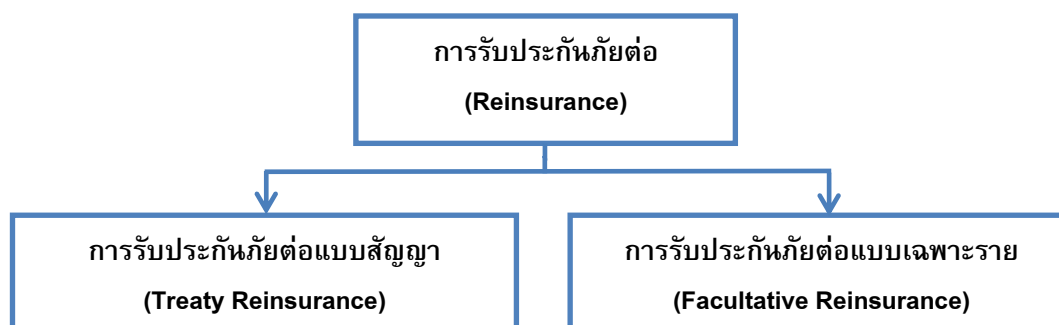 การรับประกันภัยต่อ
(Reinsurance)
การรับประกันภัยต่อแบบสัญญา
(Treaty Reinsurance)
การรับประกันภัยต่อแบบเฉพาะราย
(Facultative Reinsurance)